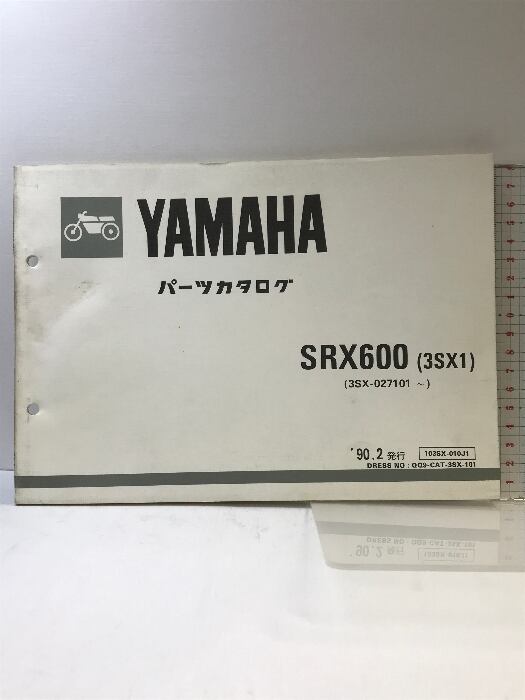 YAMAHA
パーツカタログ
SRX600 (3SX1)
(3SX-027101 ~)
'90.2 発行
103SX-010J1
DRESS NO : QQ9-CAT-3SX-101